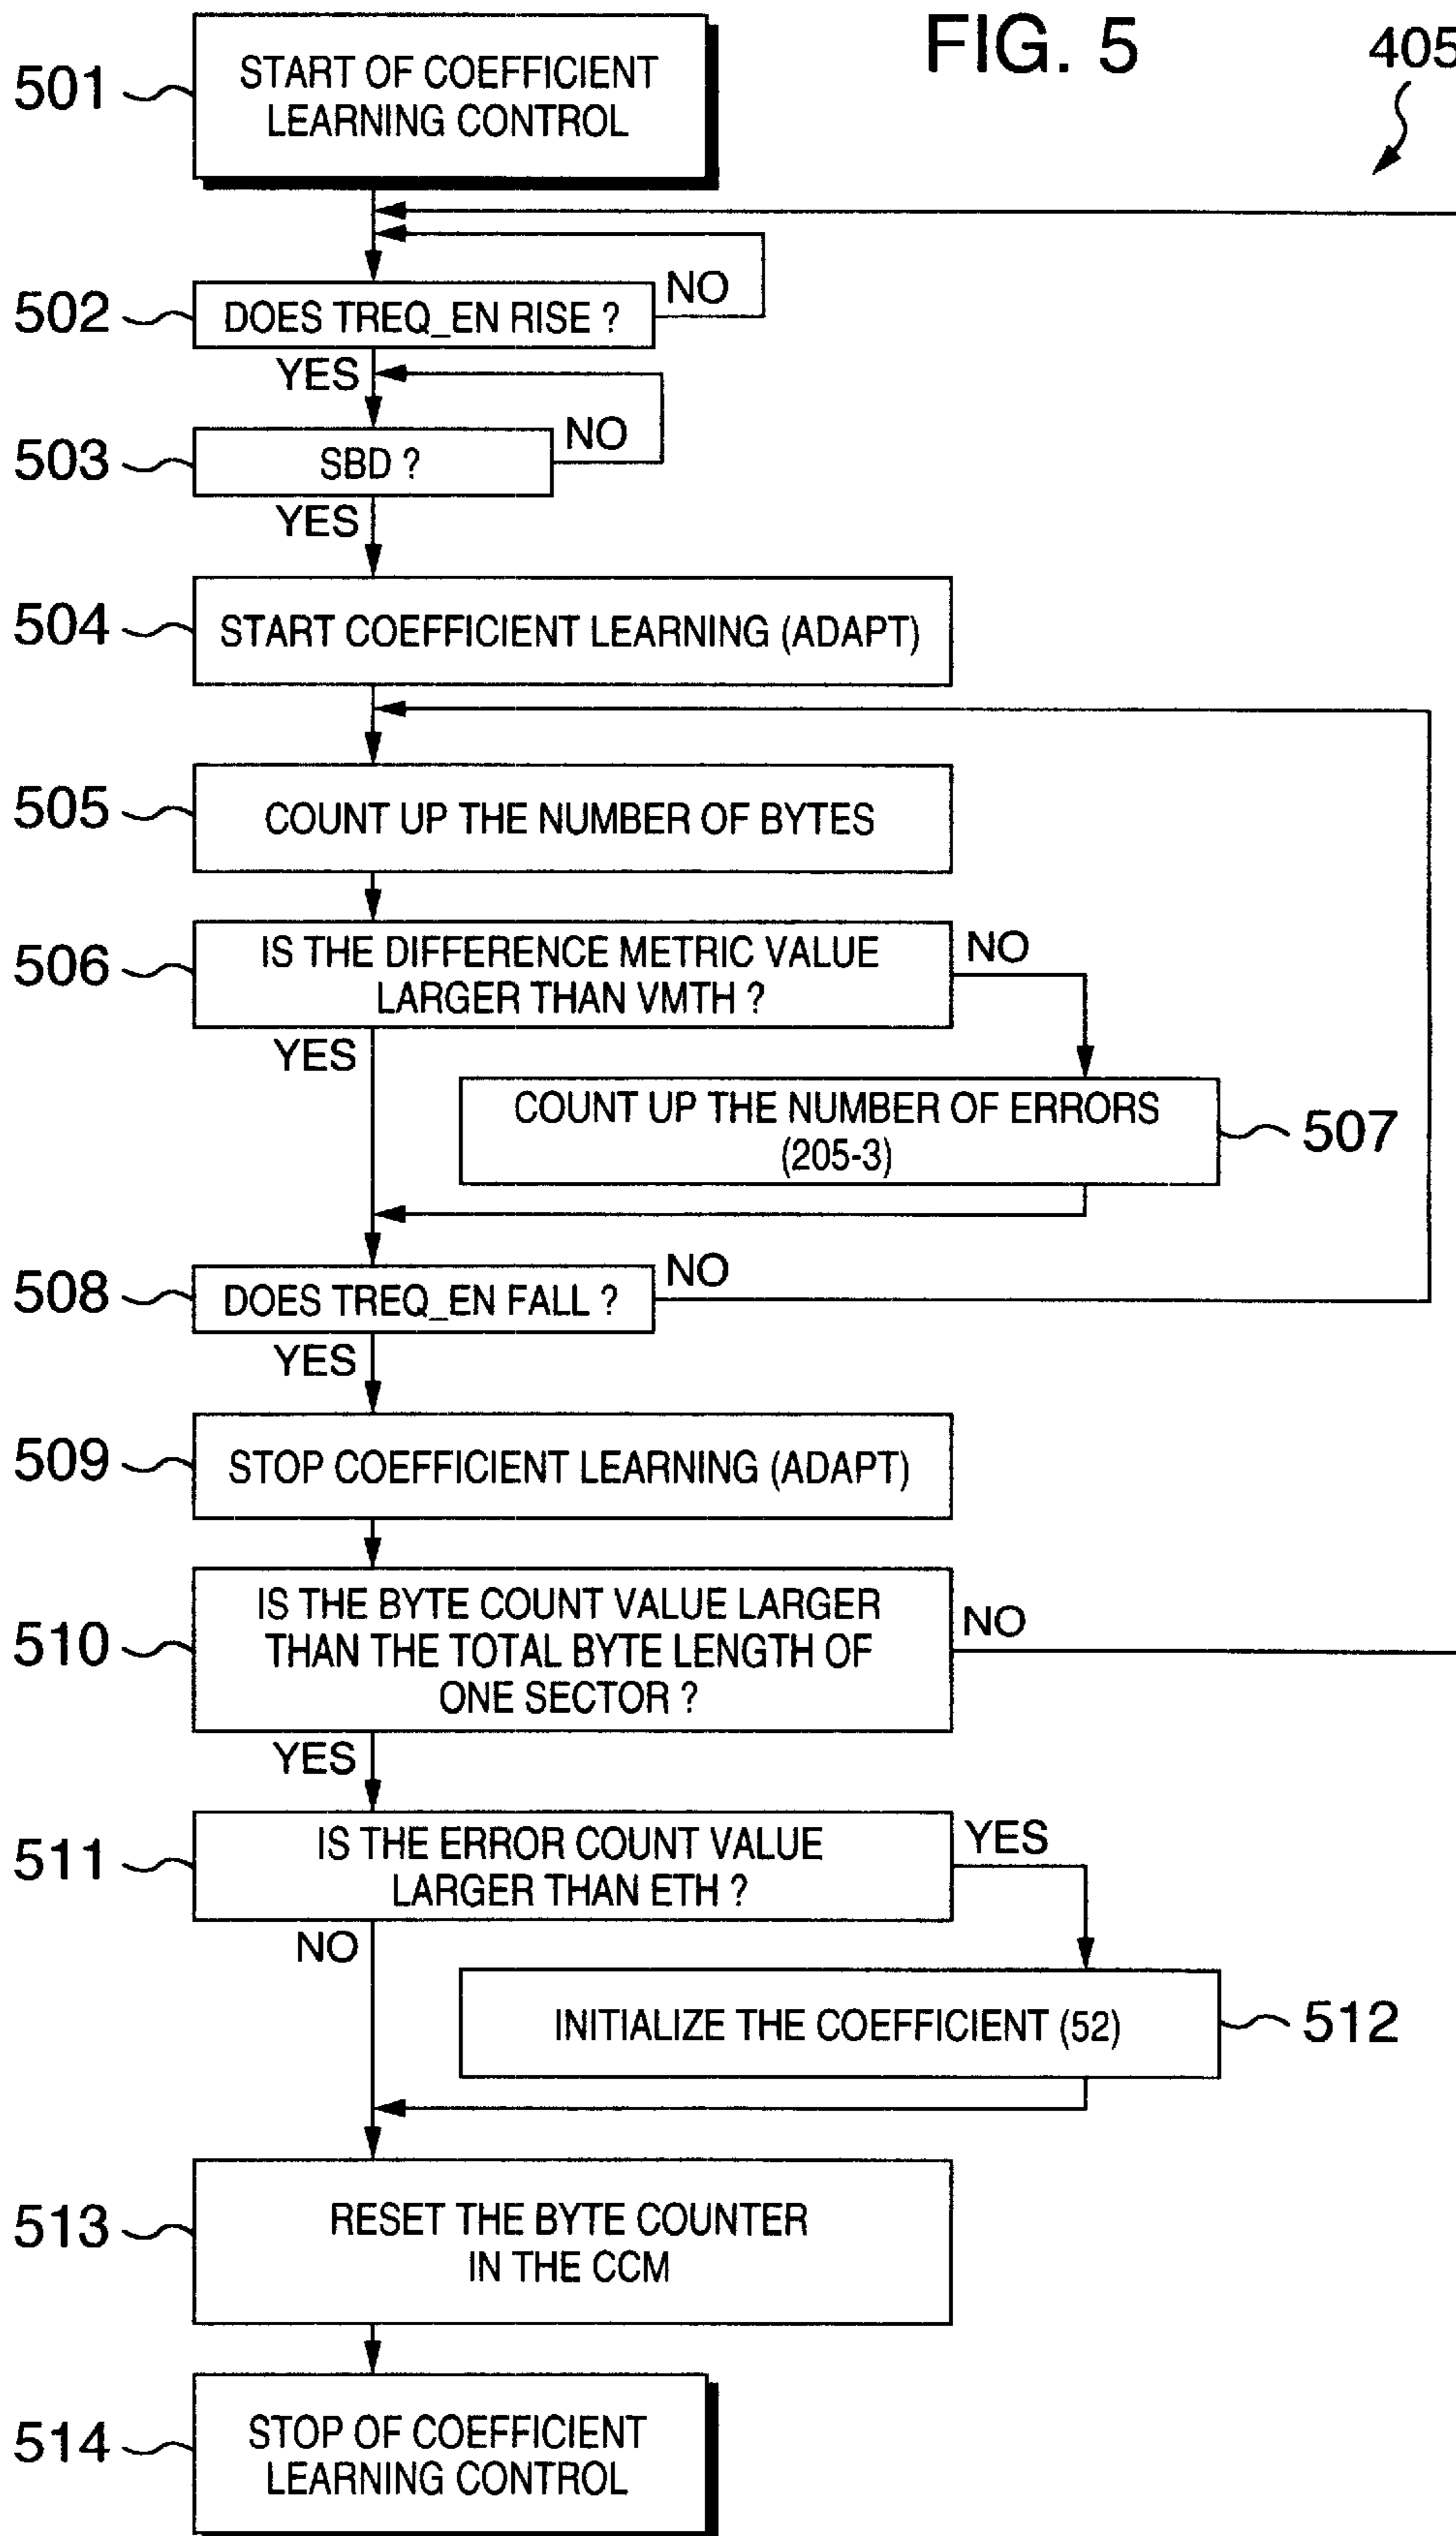 FIG. 5
405
501
START OF COEFFICIENT
LEARNING CONTROL
502
DOES TREQ_EN RISE ?
NO
YES
503
SBD ?
NO
YES
504
START COEFFICIENT LEARNING (ADAPT)
505
COUNT UP THE NUMBER OF BYTES
506
IS THE DIFFERENCE METRIC VALUE
LARGER THAN VMTH ?
NO
YES
COUNT UP THE NUMBER OF ERRORS
(205-3)
507
508
DOES TREQ_EN FALL ?
NO
YES
509
STOP COEFFICIENT LEARNING (ADAPT)
510
IS THE BYTE COUNT VALUE LARGER
THAN THE TOTAL BYTE LENGTH OF
ONE SECTOR ?
NO
YES
511
IS THE ERROR COUNT VALUE
LARGER THAN ETH ?
YES
NO
INITIALIZE THE COEFFICIENT (52)
512
513
RESET THE BYTE COUNTER
IN THE CCM
514
STOP OF COEFFICIENT
LEARNING CONTROL